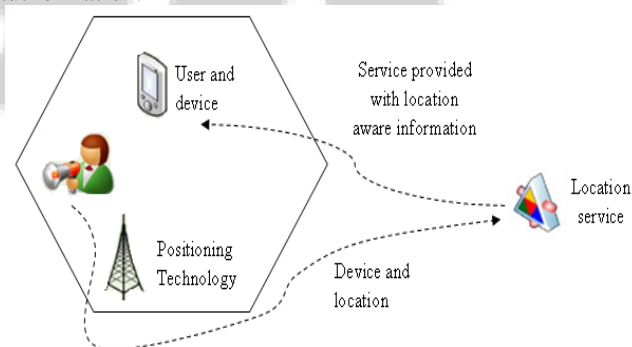 User and
device
Service provided
with location
aware information
Location
service
Positioning
Technology
Device and
location